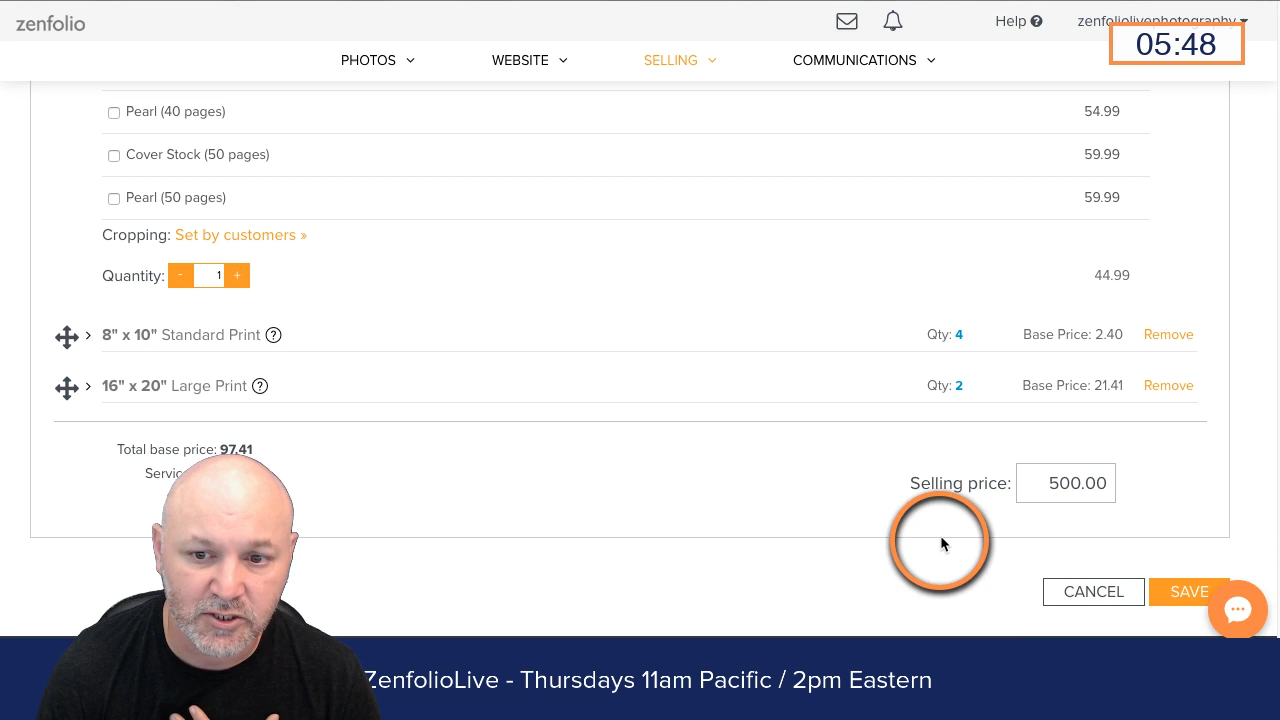 zenfolio
Help
zenfoliolivephotography
05:48
PHOTOS
WEBSITE
SELLING
COMMUNICATIONS
Pearl (40 pages) 54.99
Cover Stock (50 pages) 59.99
Pearl (50 pages) 59.99
Cropping: Set by customers »
Quantity: - 1 + 44.99
8" x 10" Standard Print ? Qty: 4 Base Price: 2.40 Remove
16" x 20" Large Print ? Qty: 2 Base Price: 21.41 Remove
Total base price: 97.41
Selling price: 500.00
CANCEL SAVE
ZenfolioLive - Thursdays 11am Pacific / 2pm Eastern